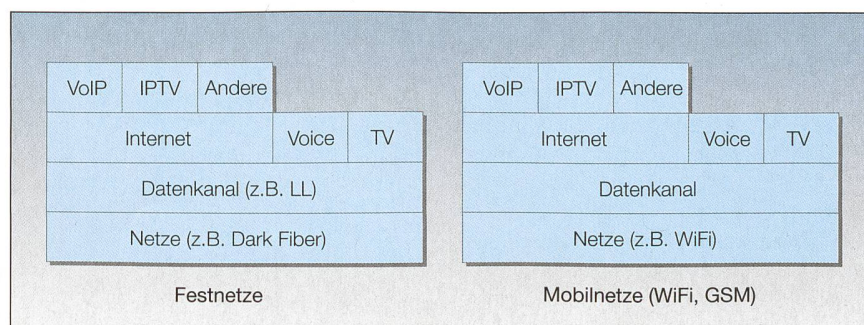 VoIP IPTV Andere
Internet Voice TV
Datenkanal (z.B. LL)
Netze (z.B. Dark Fiber)
Festnetze
VoIP IPTV Andere
Internet Voice TV
Datenkanal
Netze (z.B. WiFi)
Mobilnetze (WiFi, GSM)